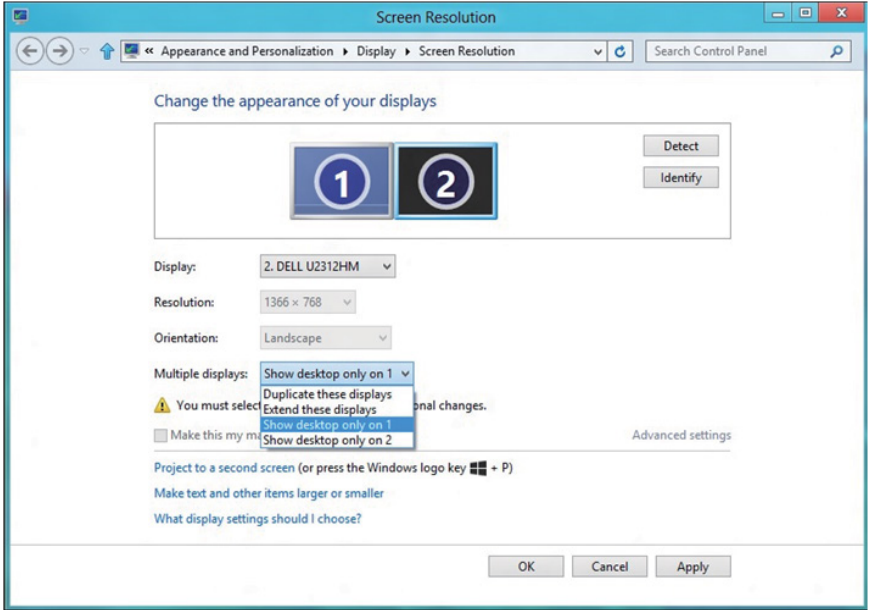 Screen Resolution
« Appearance and Personalization Display Screen Resolution Search Control Panel
Change the appearance of your displays
1 2
Detect
Identify
Display: 2. DELL U2312HM
Resolution: 1366 × 768
Orientation: Landscape
Multiple displays: Show desktop only on 1
Duplicate these displays
You must selec onal changes.
Extend these displays
Show desktop only on 1
Make this my ma Advanced settings
Show desktop only on 2
Project to a second screen (or press the Windows logo key + P)
Make text and other items larger or smaller
What display settings should I choose?
OK Cancel Apply